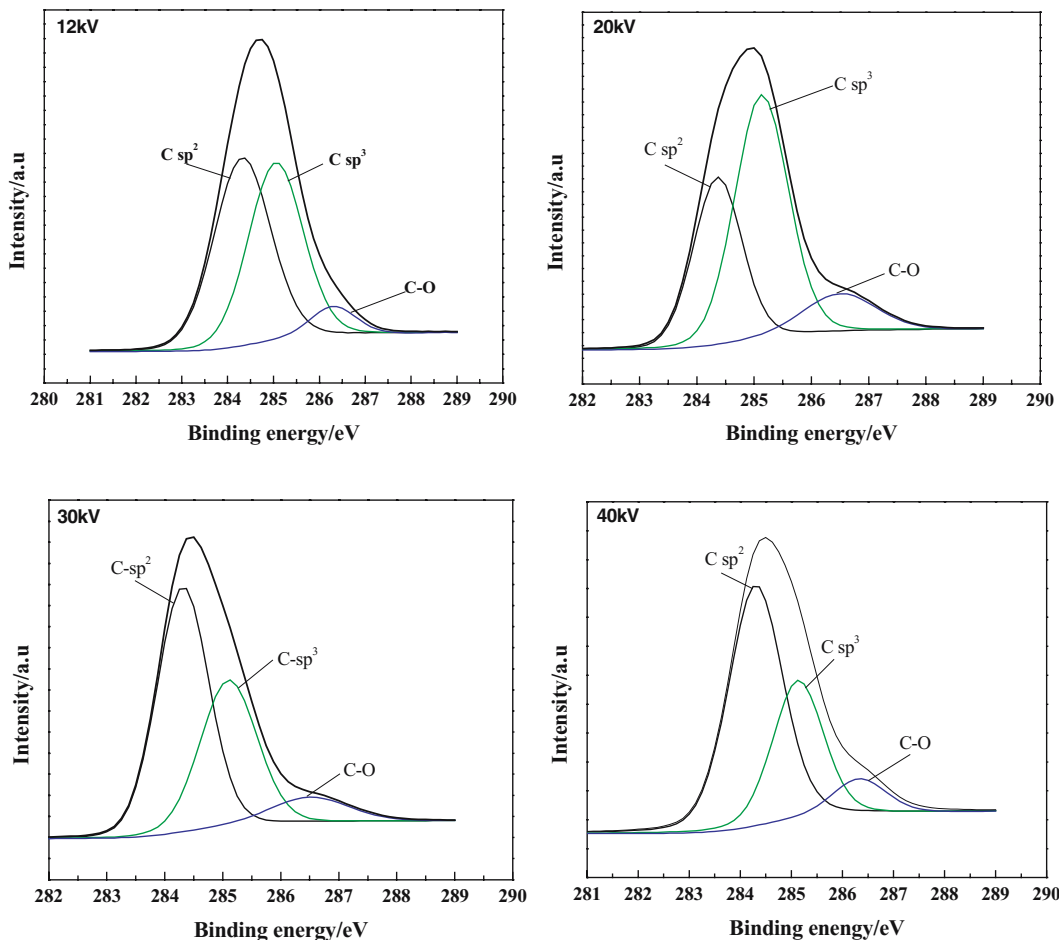 12kV
C sp²
C sp³
C-O
Intensity/a.u
280 281 282 283 284 285 286 287 288 289 290
Binding energy/eV
20kV
C sp³
C sp²
C-O
Intensity/a.u
282 283 284 285 286 287 288 289 290
Binding energy/eV
30kV
C-sp²
C-sp³
C-O
Intensity/a.u
282 283 284 285 286 287 288 289 290
Binding energy/eV
40kV
C sp²
C sp³
C-O
Intensity/a.u
281 282 283 284 285 286 287 288 289 290
Binding energy/eV